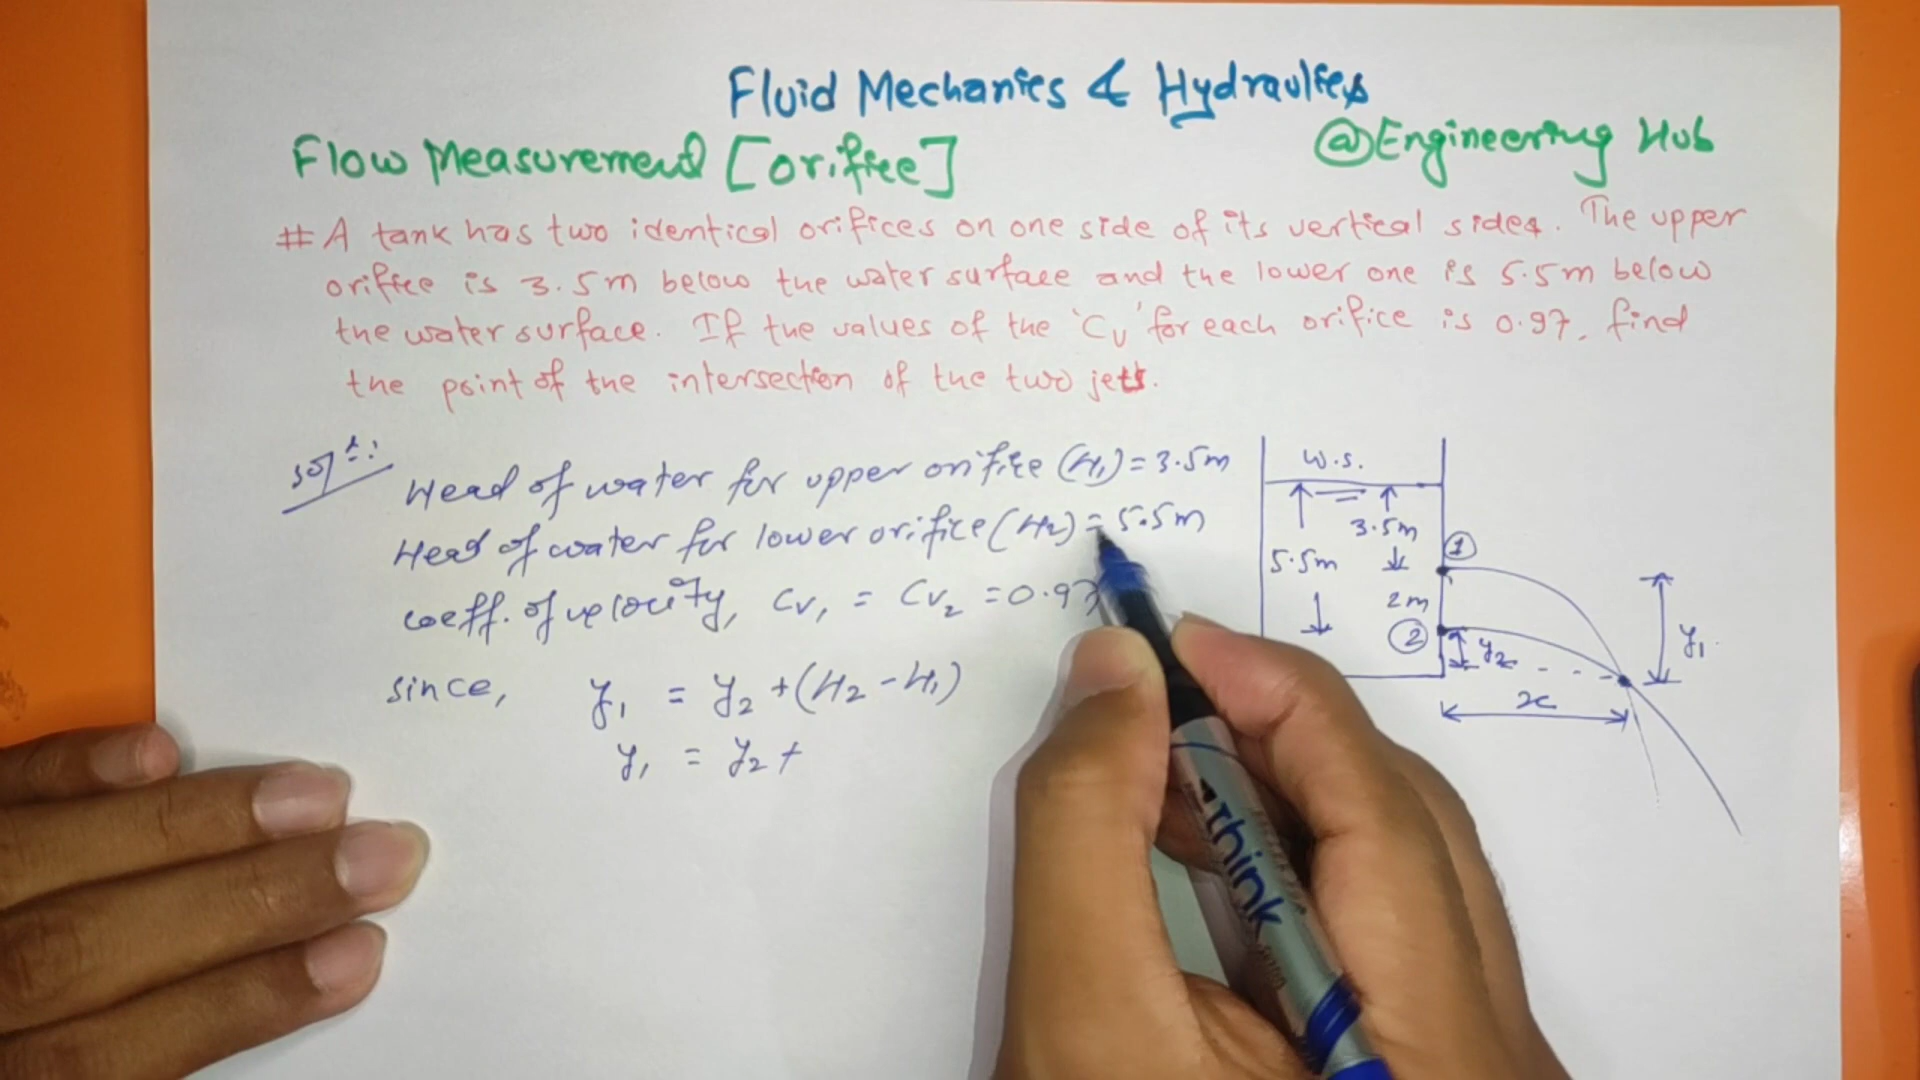 Fluid Mechanics & Hydraulics
Flow Measurement [orifice]
@Engineering Hub
# A tank has two identical orifices on one side of its vertical sides. The upper
orifice is 3.5m below the water surface and the lower one is 5.5m below
the water surface. If the values of the 'Cv' for each orifice is 0.97, find
the point of the intersection of the two jets.
soln:
Head of water for upper orifice (H1) = 3.5m
Head of water for lower orifice (H2) = 5.5m
coeff. of velocity, Cv1 = Cv2 = 0.97
since, y1 = y2 + (H2 - H1)
y1 = y2 +
W.S.
3.5m
1
5.5m
2m
2
y2
y1
x
think